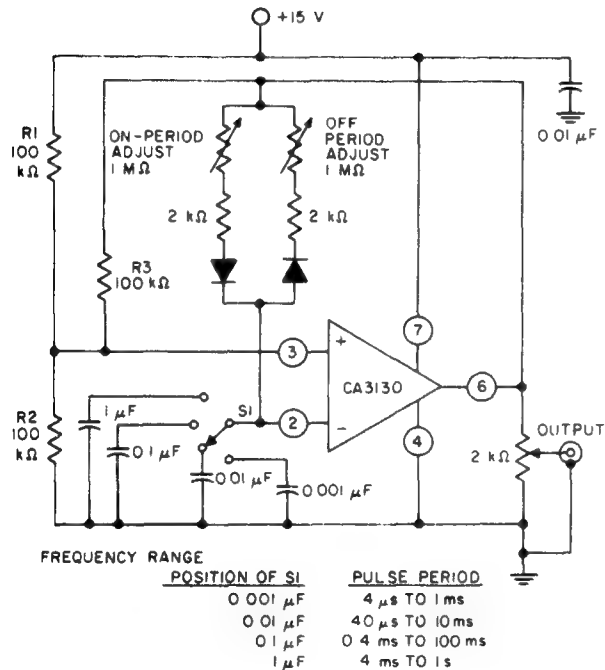 +15 V
R1
100
kΩ
ON-PERIOD
ADJUST
1 MΩ
OFF
PERIOD
ADJUST
1 MΩ
0.01 µF
2 kΩ
2 kΩ
R3
100 kΩ
7
3
+
CA3130
6
2
−
4
R2
100
kΩ
1 µF
0.1 µF
S1
0.01 µF
0.001 µF
2 kΩ
OUTPUT
FREQUENCY RANGE
POSITION OF S1 PULSE PERIOD
0.001 µF 4 µs TO 1 ms
0.01 µF 40 µs TO 10 ms
0.1 µF 0.4 ms TO 100 ms
1 µF 4 ms TO 1 s